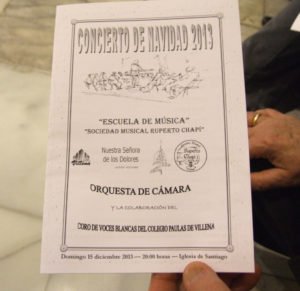 CONCIERTO DE NAVIDAD 2013
"ESCUELA DE MÚSICA"
"SOCIEDAD MUSICAL RUPERTO CHAPÍ"
Villena
Nuestra Señora
de los Dolores
ORQUESTA DE CÁMARA
Y LA COLABORACIÓN DEL
CORO DE VOCES BLANCAS DEL COLEGIO PAULAS DE VILLENA
Domingo 15 diciembre 2013 — 20:00 horas — Iglesia de Santiago